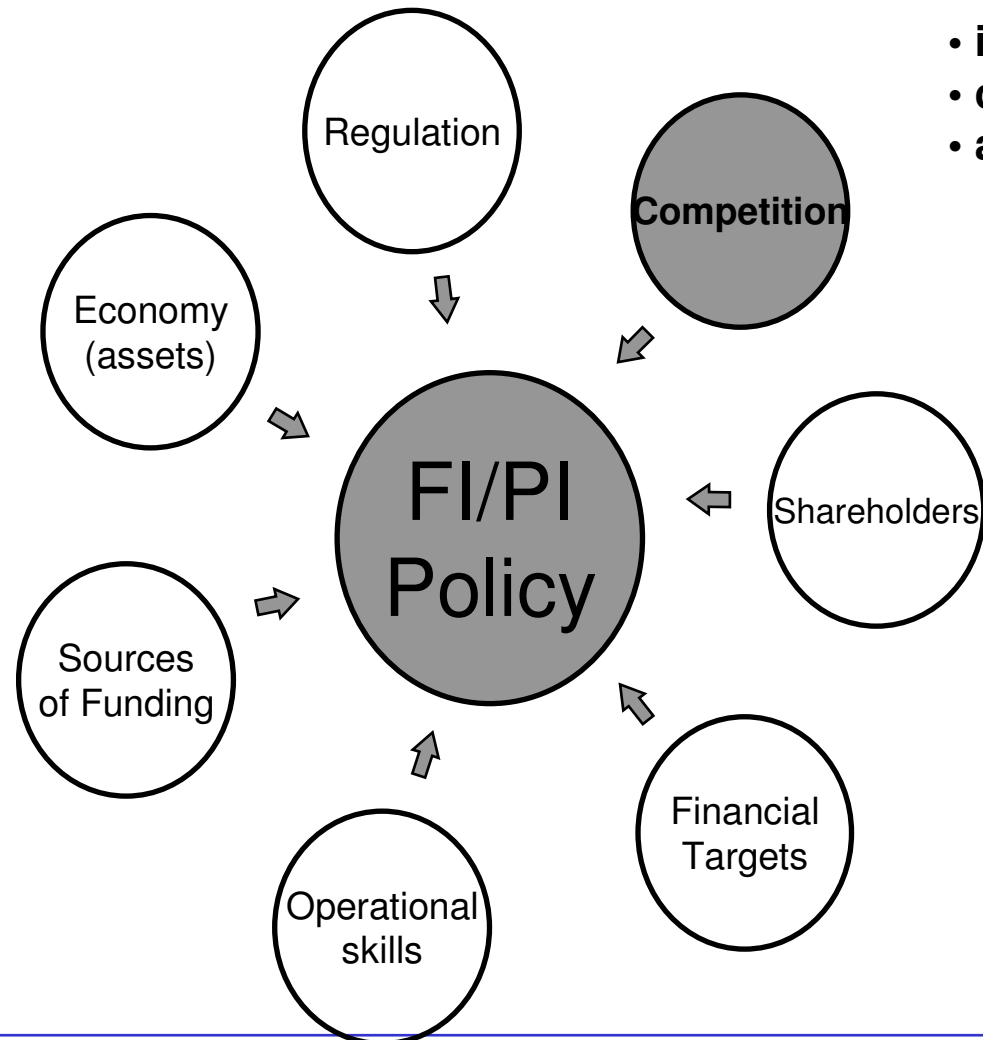 Regulation
Competition
Economy
(assets)
FI/PI
Policy
Shareholders
Sources
of Funding
Financial
Targets
Operational
skills